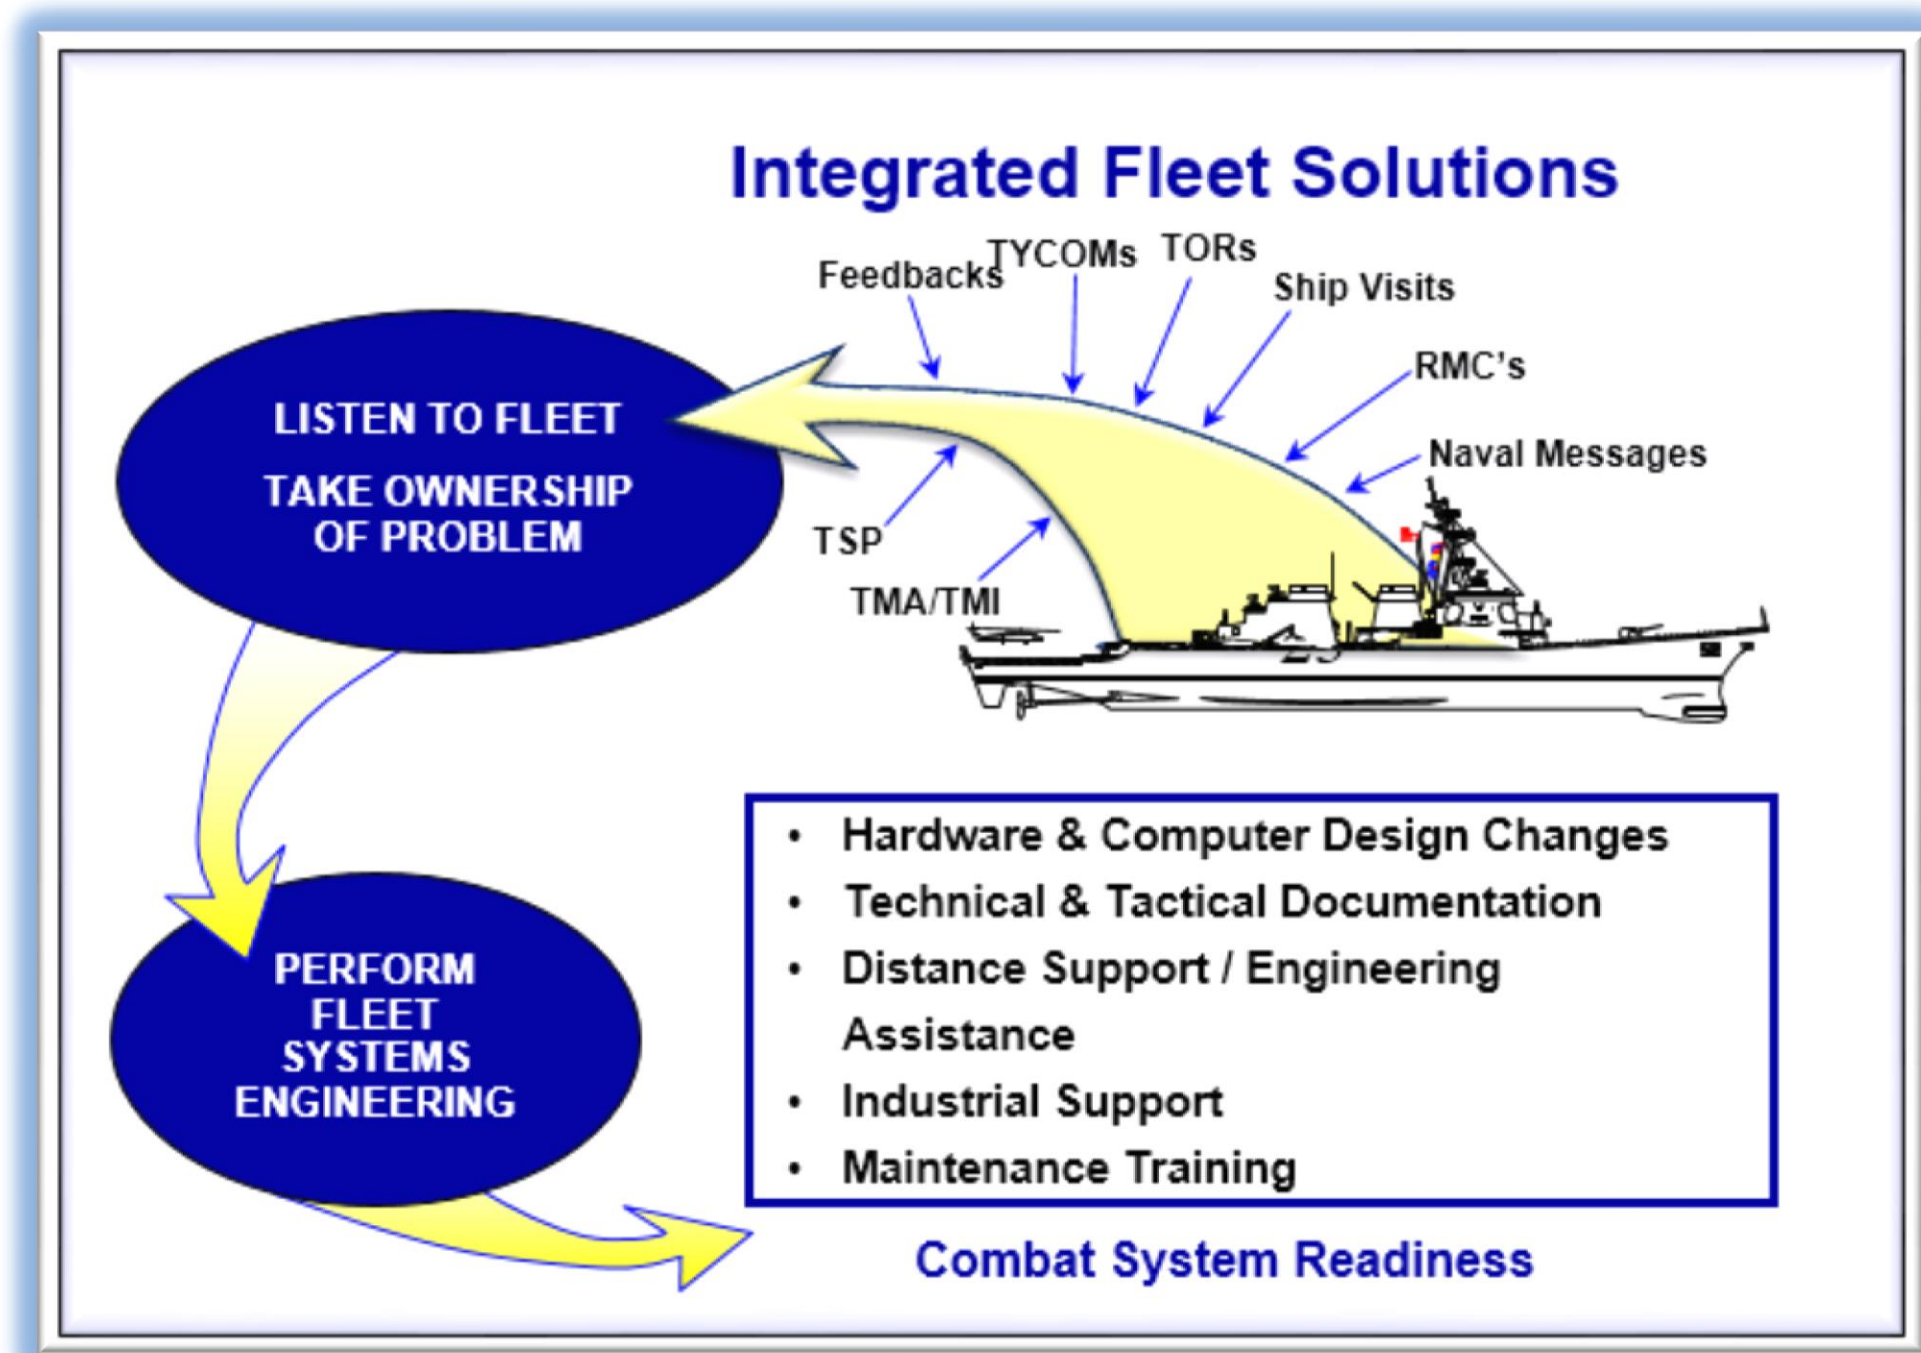 Integrated Fleet Solutions
Feedbacks
TYCOMs
TORs
Ship Visits
RMC's
Naval Messages
LISTEN TO FLEET
TAKE OWNERSHIP
OF PROBLEM
TSP
TMA/TMI
PERFORM
FLEET
SYSTEMS
ENGINEERING
• Hardware & Computer Design Changes
• Technical & Tactical Documentation
• Distance Support / Engineering
Assistance
• Industrial Support
• Maintenance Training
Combat System Readiness